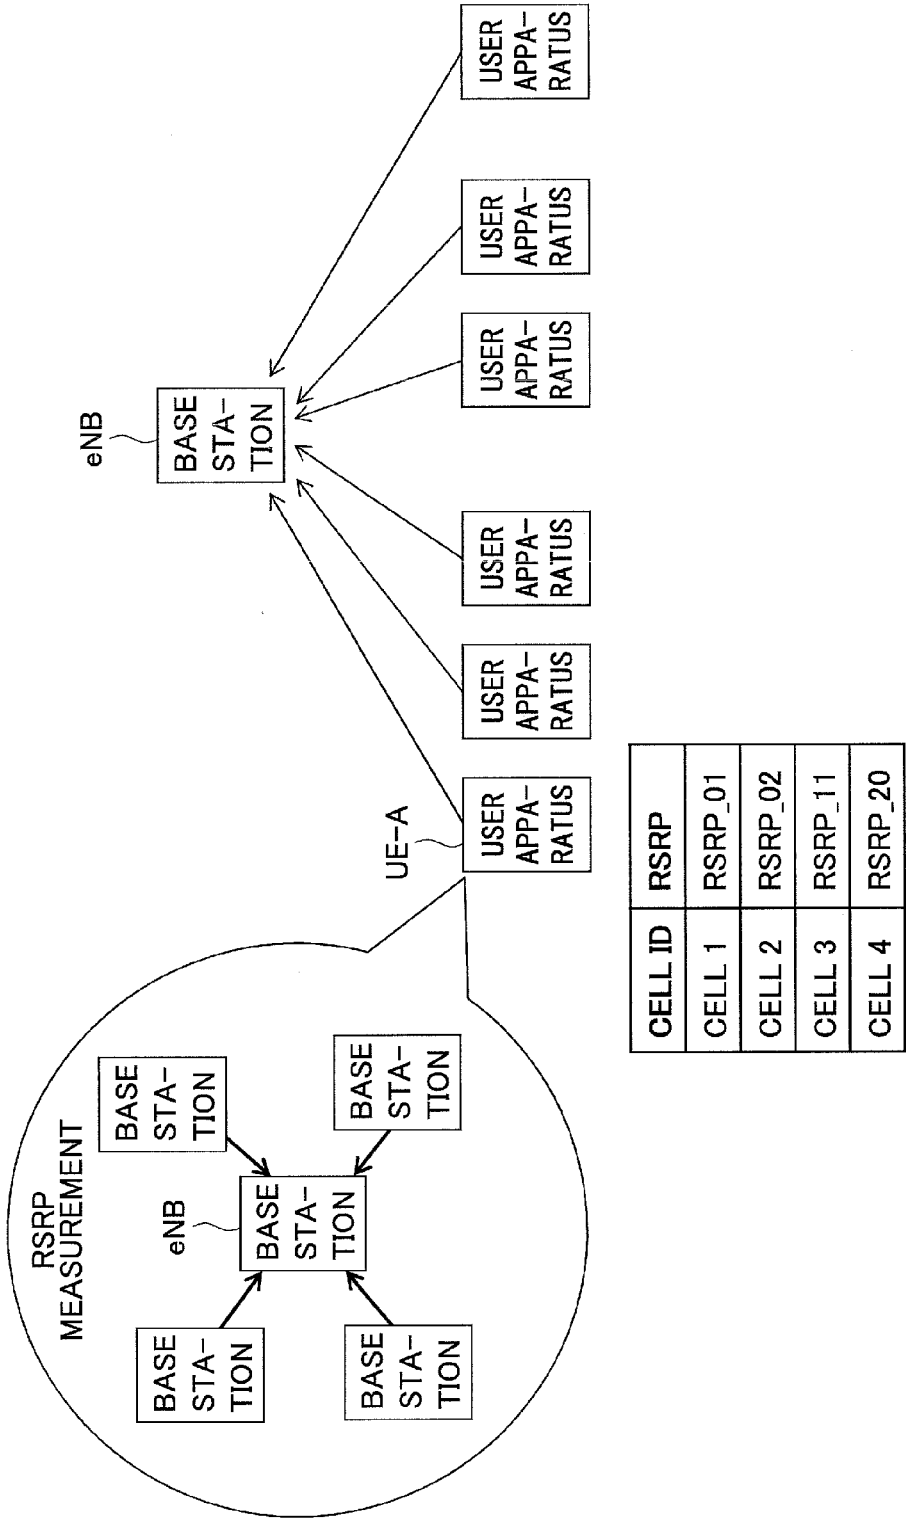 RSRP
MEASUREMENT
BASE
STA-
TION
BASE
STA-
TION
eNB
BASE
STA-
TION
BASE
STA-
TION
BASE
STA-
TION
eNB
BASE
STA-
TION
UE-A
USER
APPA-
RATUS
USER
APPA-
RATUS
USER
APPA-
RATUS
USER
APPA-
RATUS
USER
APPA-
RATUS
USER
APPA-
RATUS
CELL ID RSRP
CELL 1 RSRP_01
CELL 2 RSRP_02
CELL 3 RSRP_11
CELL 4 RSRP_20